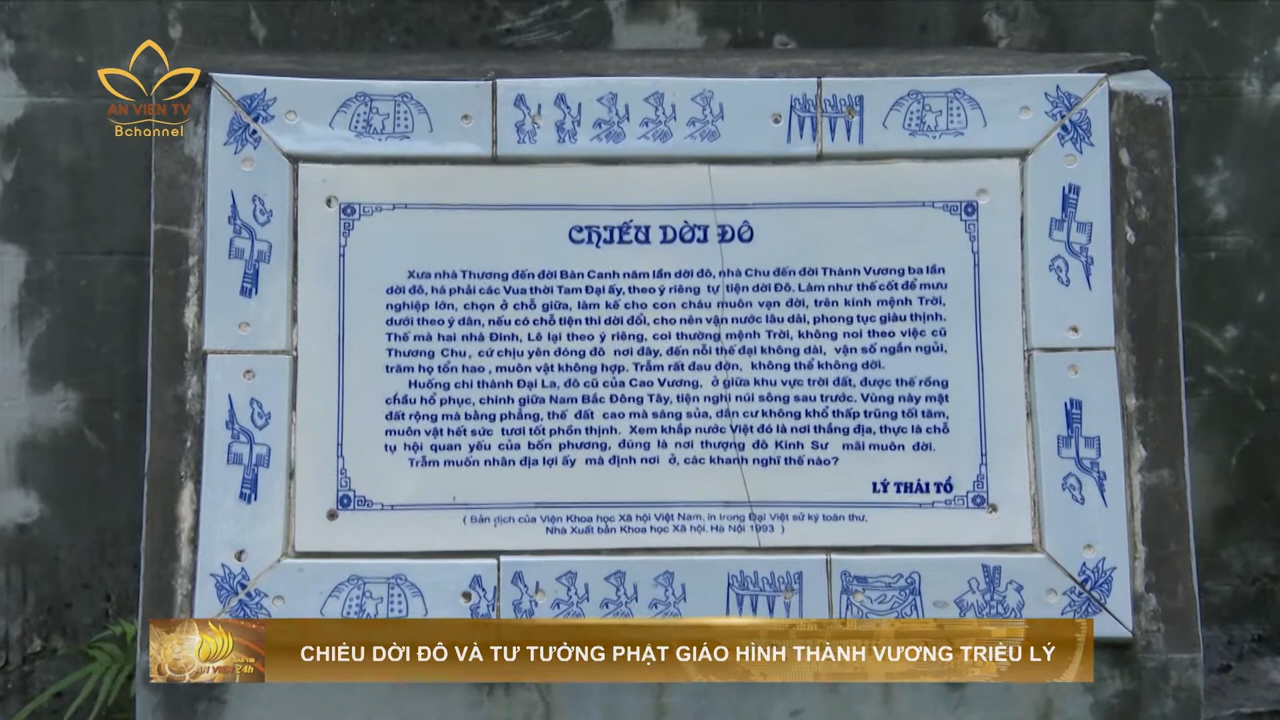 AN VIEN TV
Bchannel
CHIẾU DỜI ĐÔ
Xưa nhà Thương đến đời Bàn Canh năm lần dời đô, nhà Chu đến đời Thành Vương ba lần
dời đô, há phải các Vua thời Tam Đại ấy, theo ý riêng tự tiện dời Đô. Làm như thế cốt để mưu
nghiệp lớn, chọn ở chỗ giữa, làm kế cho con cháu muôn vạn đời, trên kính mệnh Trời,
dưới theo ý dân, nếu có chỗ tiện thì dời đổi, cho nên vận nước lâu dài, phong tục giàu thịnh.
Thế mà hai nhà Đinh, Lê lại theo ý riêng, coi thường mệnh Trời, không noi theo việc cũ
Thương Chu, cứ chịu yên đóng đô nơi đây, đến nỗi thế đại không dài, vận số ngắn ngủi,
trăm họ tổn hao, muôn vật không hợp. Trẫm rất đau đớn, không thể không dời.
Huống chi thành Đại La, đô cũ của Cao Vương, ở giữa khu vực trời đất, được thế rồng
chầu hổ phục, chính giữa Nam Bắc Đông Tây, tiện nghi núi sông sau trước. Vùng này mặt
đất rộng mà bằng phẳng, thế đất cao mà sáng sủa, dân cư không khổ thấp trũng tối tăm,
muôn vật hết sức tươi tốt phồn thịnh. Xem khắp nước Việt đó là nơi thắng địa, thực là chỗ
tụ hội quan yếu của bốn phương, đúng là nơi thượng đô Kinh Sư mãi muôn đời.
Trẫm muốn nhân địa lợi ấy mà định nơi ở, các khanh nghĩ thế nào?
LÝ THÁI TỔ
( Bản dịch của Viện Khoa học Xã hội Việt Nam, in trong Đại Việt sử ký toàn thư,
Nhà Xuất bản Khoa học Xã hội, Hà Nội 1993 )
AN VIÊN 24h
CHIẾU DỜI ĐÔ VÀ TƯ TƯỞNG PHẬT GIÁO HÌNH THÀNH VƯƠNG TRIỀU LÝ